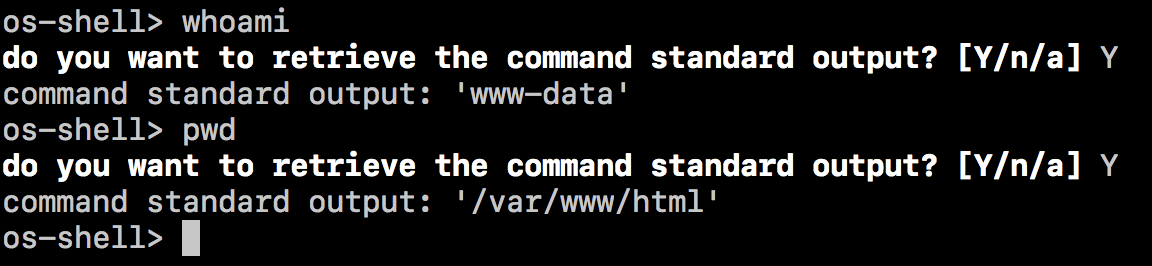 os-shell> whoami
do you want to retrieve the command standard output? [Y/n/a] Y
command standard output: 'www-data'
os-shell> pwd
do you want to retrieve the command standard output? [Y/n/a] Y
command standard output: '/var/www/html'
os-shell>